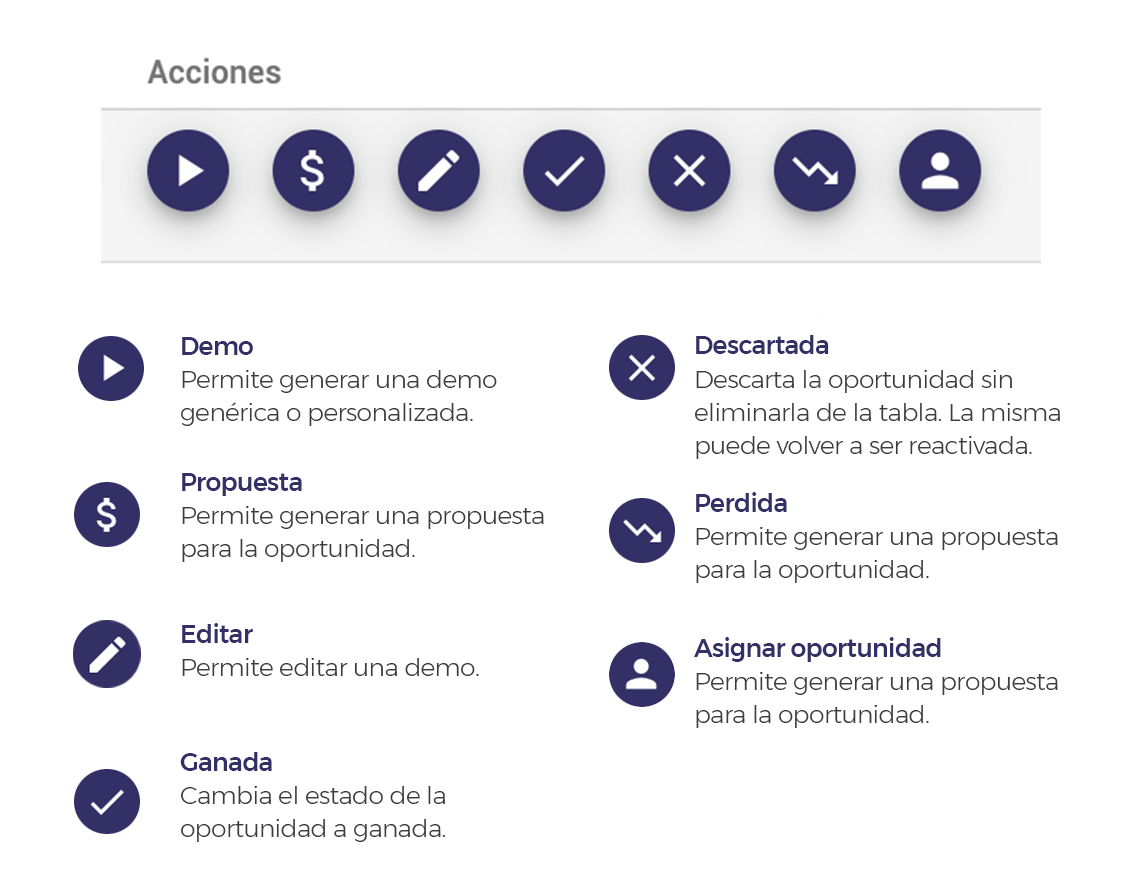 Acciones
Demo
Permite generar una demo
genérica o personalizada.
Propuesta
Permite generar una propuesta
para la oportunidad.
Editar
Permite editar una demo.
Ganada
Cambia el estado de la
oportunidad a ganada.
Descartada
Descarta la oportunidad sin
eliminarla de la tabla. La misma
puede volver a ser reactivada.
Perdida
Permite generar una propuesta
para la oportunidad.
Asignar oportunidad
Permite generar una propuesta
para la oportunidad.